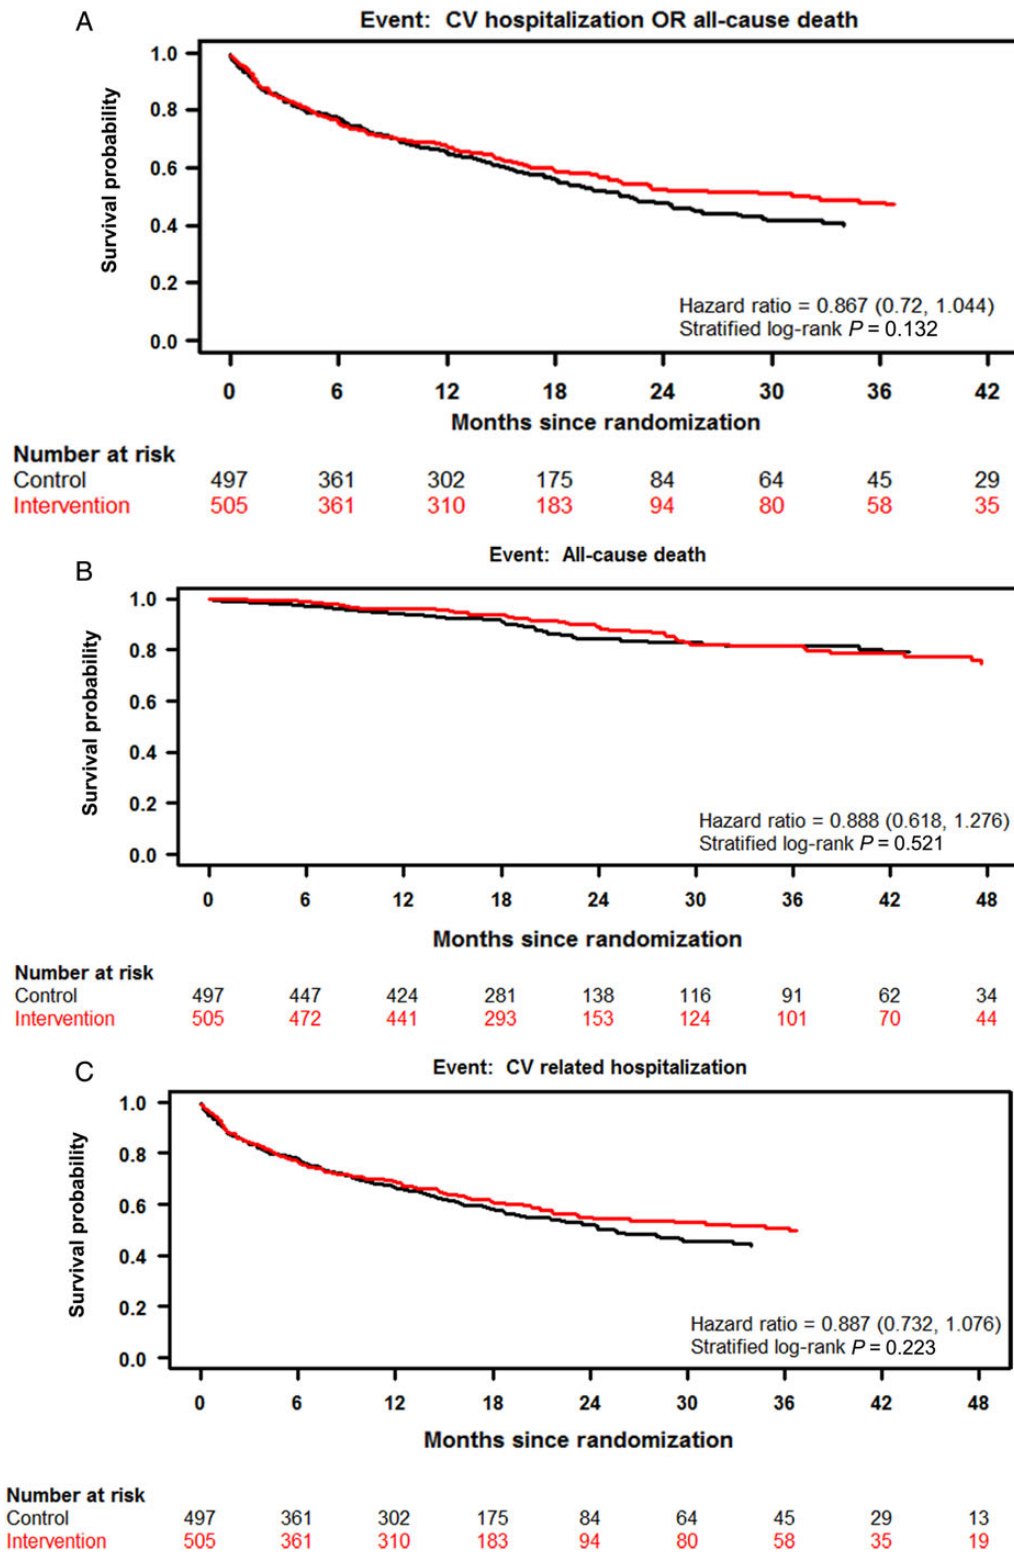 A
Event: CV hospitalization OR all-cause death
Survival probability
1.0
0.8
0.6
0.4
0.2
0.0
Hazard ratio = 0.867 (0.72, 1.044)
Stratified log-rank P = 0.132
0 6 12 18 24 30 36 42
Months since randomization
Number at risk
Control 497 361 302 175 84 64 45 29
Intervention 505 361 310 183 94 80 58 35
B
Event: All-cause death
Survival probability
1.0
0.8
0.6
0.4
0.2
0.0
Hazard ratio = 0.888 (0.618, 1.276)
Stratified log-rank P = 0.521
0 6 12 18 24 30 36 42 48
Months since randomization
Number at risk
Control 497 447 424 281 138 116 91 62 34
Intervention 505 472 441 293 153 124 101 70 44
C
Event: CV related hospitalization
Survival probability
1.0
0.8
0.6
0.4
0.2
0.0
Hazard ratio = 0.887 (0.732, 1.076)
Stratified log-rank P = 0.223
0 6 12 18 24 30 36 42 48
Months since randomization
Number at risk
Control 497 361 302 175 84 64 45 29 13
Intervention 505 361 310 183 94 80 58 35 19